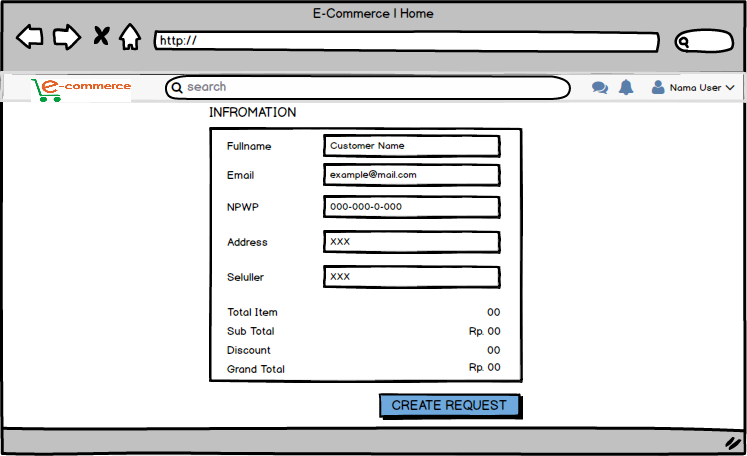 E-Commerce | Home
http://
e-commerce
search
Nama User
INFROMATION
Fullname
Customer Name
Email
example@mail.com
NPWP
000-000-0-000
Address
XXX
Seluller
XXX
Total Item
00
Sub Total
Rp. 00
Discount
00
Grand Total
Rp. 00
CREATE REQUEST